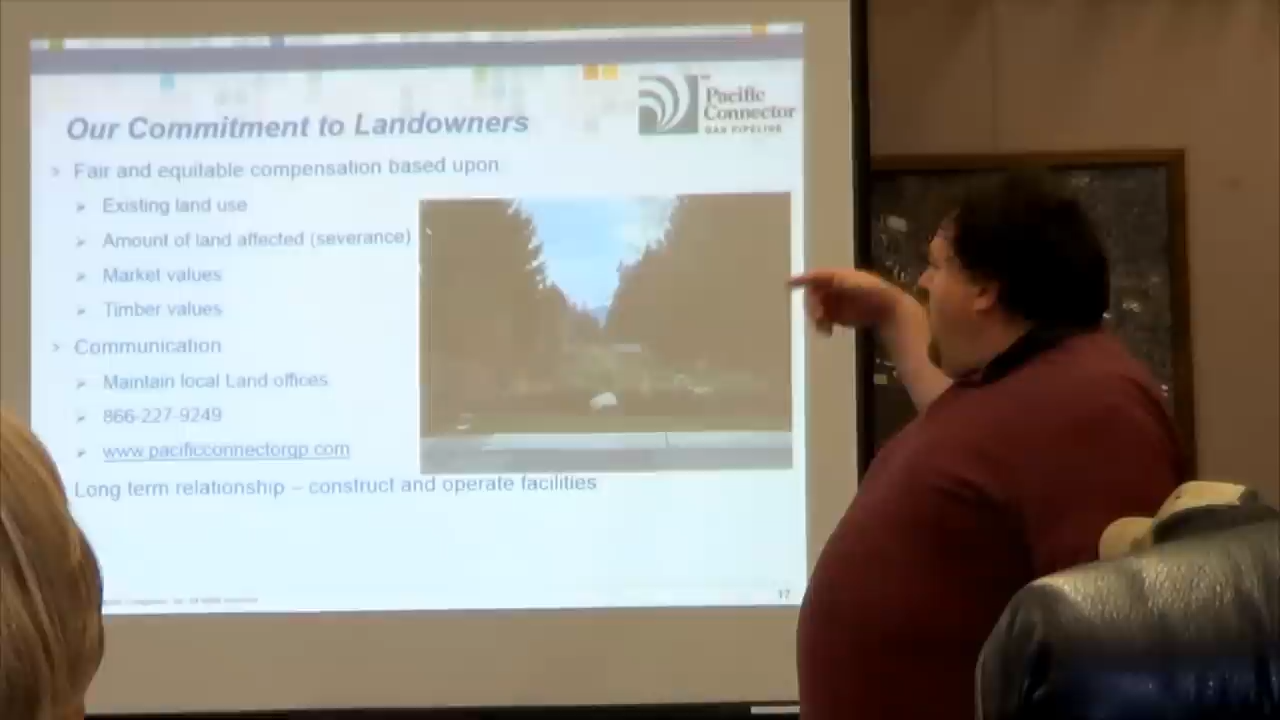 Pacific
Connector
GAS PIPELINE
Our Commitment to Landowners
Fair and equitable compensation based upon
Existing land use
Amount of land affected (severance)
Market values
Timber values
Communication
Maintain local Land offices
866-227-9249
www.pacificconnectorgp.com
Long term relationship – construct and operate facilities
17